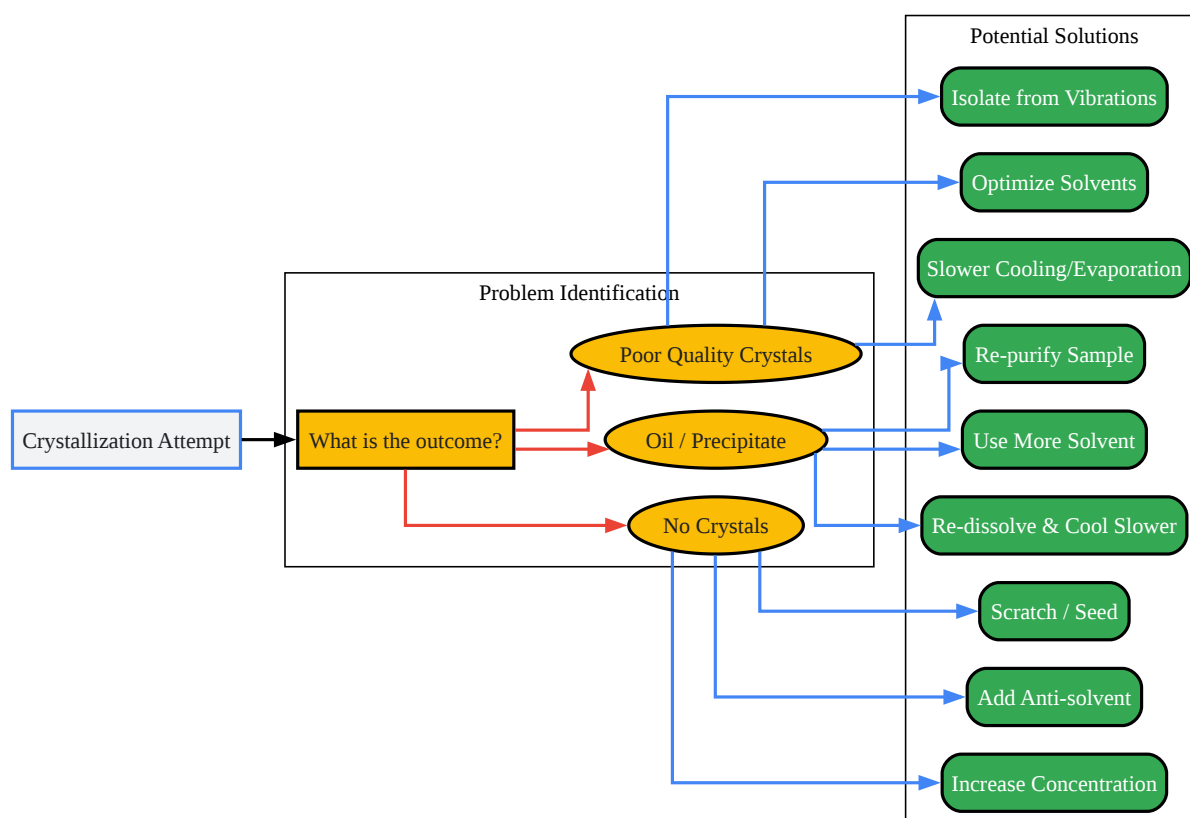 Potential Solutions
Isolate from Vibrations
Optimize Solvents
Slower Cooling/Evaporation
Problem Identification
Poor Quality Crystals
Re-purify Sample
Crystallization Attempt
What is the outcome?
Oil / Precipitate
Use More Solvent
No Crystals
Re-dissolve & Cool Slower
Scratch / Seed
Add Anti-solvent
Increase Concentration